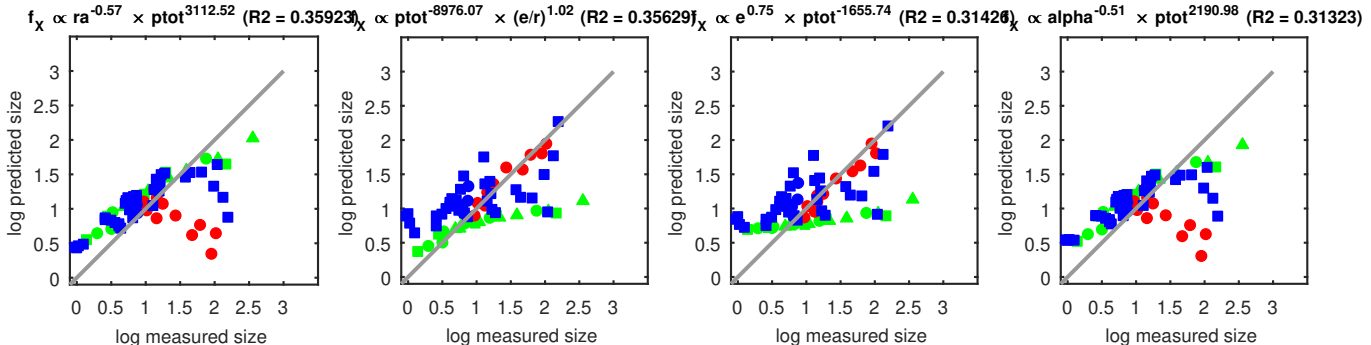 f_X ∝ ra^-0.57 × ptot^3112.52 (R2 = 0.35923)
f_X ∝ ptot^-8976.07 × (e/r)^1.02 (R2 = 0.35629)
f_X ∝ e^0.75 × ptot^-1655.74 (R2 = 0.31426)
f_X ∝ alpha^-0.51 × ptot^2190.98 (R2 = 0.31323)
log predicted size
3
2.5
2
1.5
1
0.5
0
0 0.5 1 1.5 2 2.5 3
log measured size
log predicted size
3
2.5
2
1.5
1
0.5
0
0 0.5 1 1.5 2 2.5 3
log measured size
log predicted size
3
2.5
2
1.5
1
0.5
0
0 0.5 1 1.5 2 2.5 3
log measured size
log predicted size
3
2.5
2
1.5
1
0.5
0
0 0.5 1 1.5 2 2.5 3
log measured size